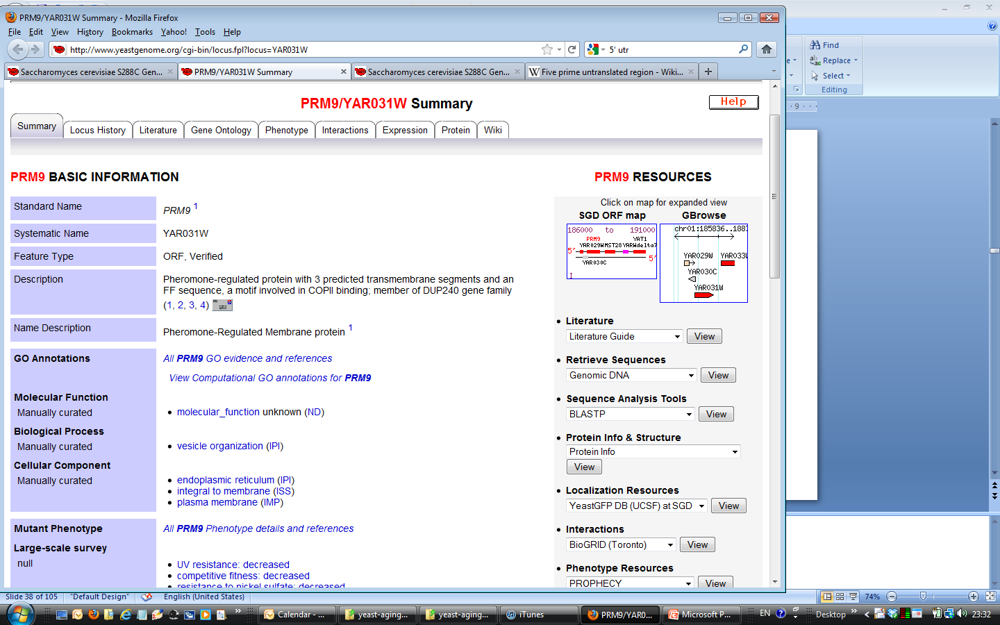 PRM9/YAR031W Summary - Mozilla Firefox
File Edit View History Bookmarks Yahoo! Tools Help
http://www.yeastgenome.org/cgi-bin/locus.fpl?locus=YAR031W
5' utr
Saccharomyces cerevisiae S288C Gen...
PRM9/YAR031W Summary
Saccharomyces cerevisiae S288C Gen...
Five prime untranslated region - Wiki...
Find
Replace
Select
Editing
PRM9/YAR031W Summary
Help
Summary Locus History Literature Gene Ontology Phenotype Interactions Expression Protein Wiki
PRM9 BASIC INFORMATION
Standard Name
PRM9 1
Systematic Name
YAR031W
Feature Type
ORF, Verified
Description
Pheromone-regulated protein with 3 predicted transmembrane segments and an
FF sequence, a motif involved in COPII binding; member of DUP240 gene family
(1, 2, 3, 4)
Name Description
Pheromone-Regulated Membrane protein 1
GO Annotations
All PRM9 GO evidence and references
View Computational GO annotations for PRM9
Molecular Function
Manually curated
molecular_function unknown (ND)
Biological Process
Manually curated
vesicle organization (IPI)
Cellular Component
Manually curated
endoplasmic reticulum (IPI)
integral to membrane (ISS)
plasma membrane (IMP)
Mutant Phenotype
All PRM9 Phenotype details and references
Large-scale survey
null
UV resistance: decreased
competitive fitness: decreased
resistance to nickel sulfate: decreased
PRM9 RESOURCES
Click on map for expanded view
SGD ORF map
GBrowse
186000 to 191000
PRM9 YAT1
YAR029W MST28 YARWdelta7
5' 5'
YAR030C
I
chr01:185836..1887
YAR029W YAR033W
YAR030C
YAR031W
Literature
Literature Guide View
Retrieve Sequences
Genomic DNA View
Sequence Analysis Tools
BLASTP View
Protein Info & Structure
Protein Info
View
Localization Resources
YeastGFP DB (UCSF) at SGD View
Interactions
BioGRID (Toronto) View
Phenotype Resources
PROPHECY View
Slide 38 of 105 "Default Design" English (United States) 74%
Calendar - ... yeast-aging... yeast-aging... iTunes PRM9/YAR0... Microsoft P... EN Desktop 23:32